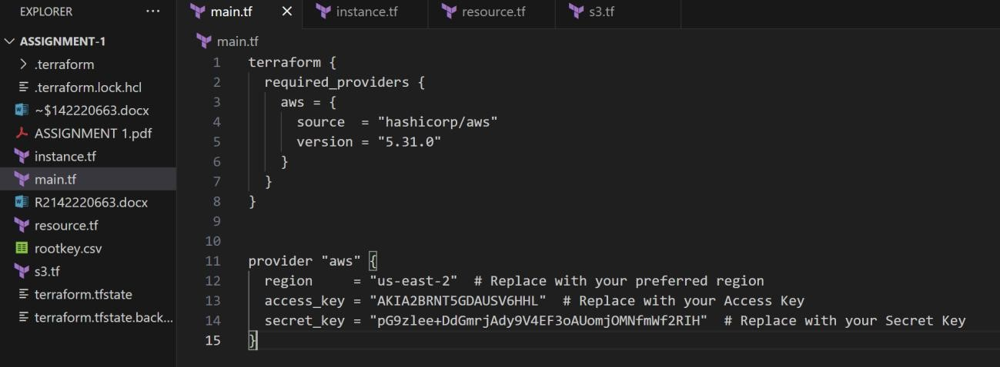 EXPLORER ...
ASSIGNMENT-1
.terraform
.terraform.lock.hcl
~$142220663.docx
ASSIGNMENT 1.pdf
instance.tf
main.tf
R2142220663.docx
resource.tf
rootkey.csv
s3.tf
terraform.tfstate
terraform.tfstate.back...
main.tf × instance.tf resource.tf s3.tf
main.tf
1 terraform {
2 required_providers {
3 aws = {
4 source = "hashicorp/aws"
5 version = "5.31.0"
6 }
7 }
8 }
9
10
11 provider "aws" {
12 region = "us-east-2" # Replace with your preferred region
13 access_key = "AKIA2BRNT5GDAUSV6HHL" # Replace with your Access Key
14 secret_key = "pG9zlee+DdGmrjAdy9V4EF3oAUomjOMNfmWf2RIH" # Replace with your Secret Key
15 }